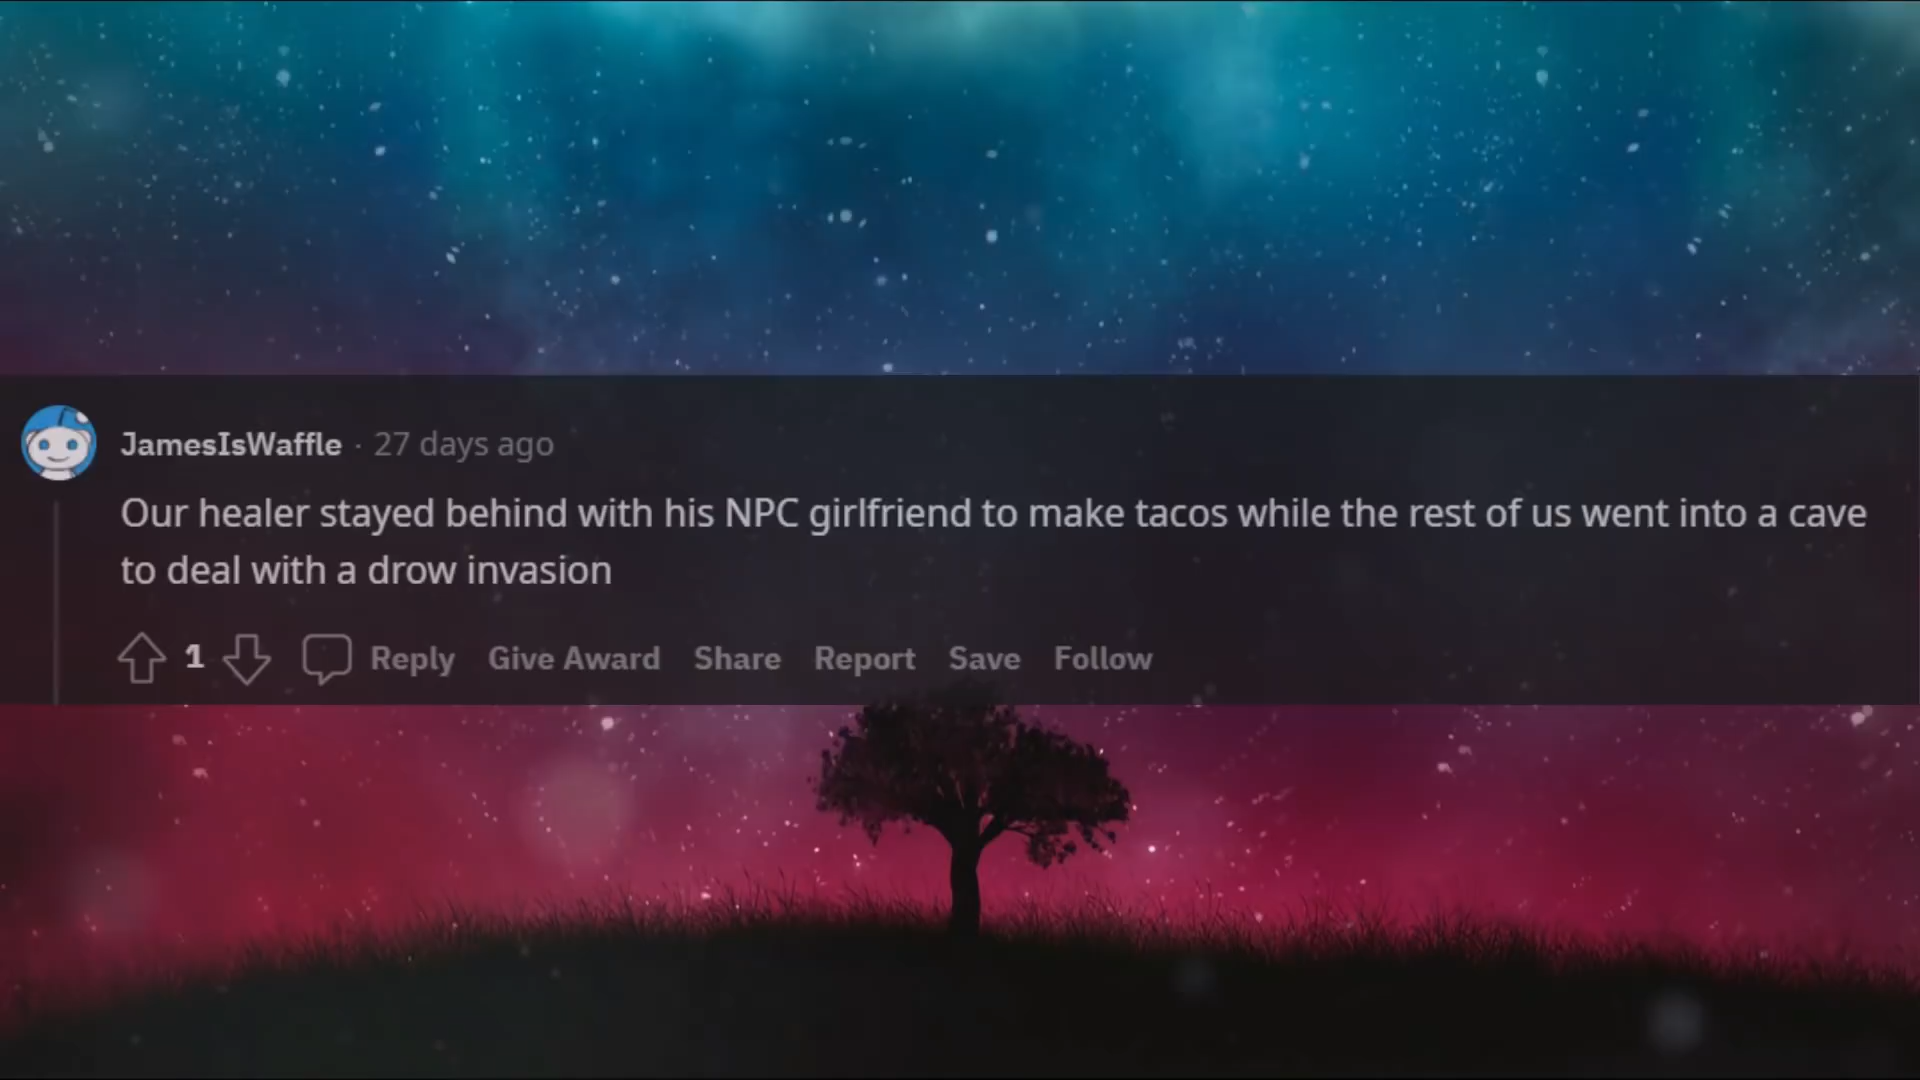 JamesIsWaffle · 27 days ago
Our healer stayed behind with his NPC girlfriend to make tacos while the rest of us went into a cave
to deal with a drow invasion
1 Reply Give Award Share Report Save Follow